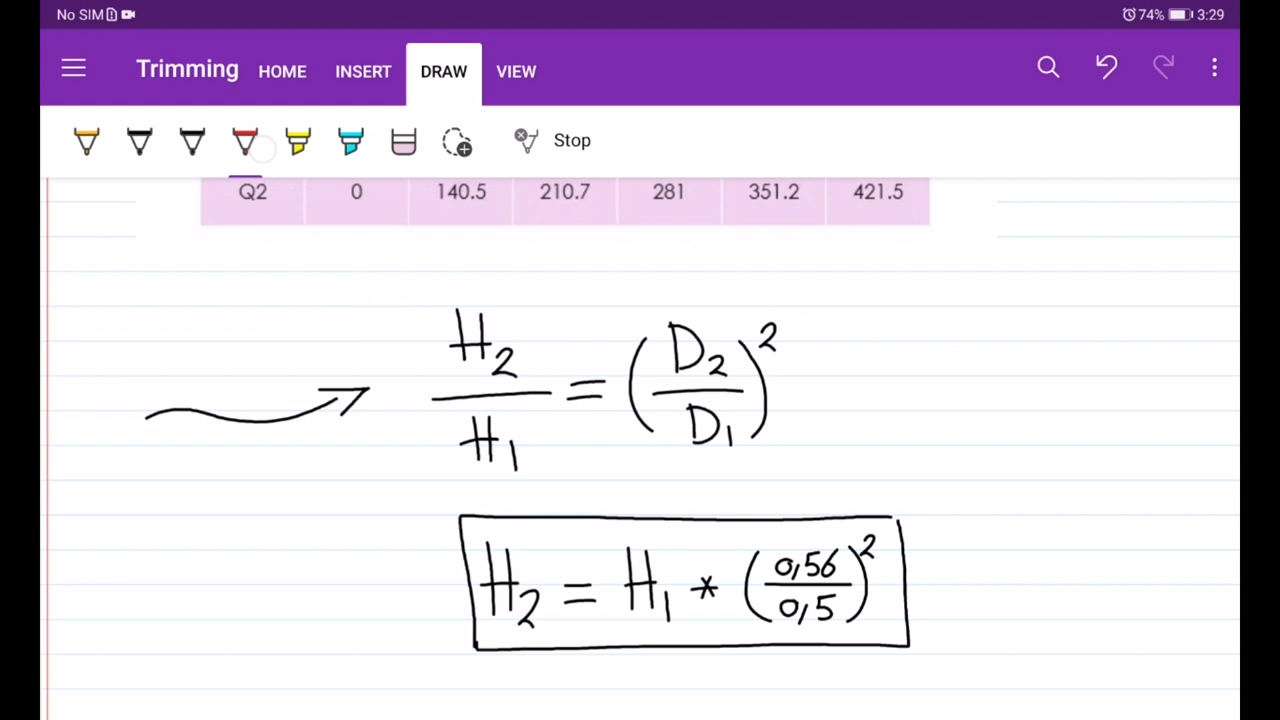 No SIM 74% 3:29
Trimming HOME INSERT DRAW VIEW
Stop
Q2 0 140.5 210.7 281 351.2 421.5
H₂/H₁ = (D₂/D₁)²
H₂ = H₁ * (0,56/0,5)²